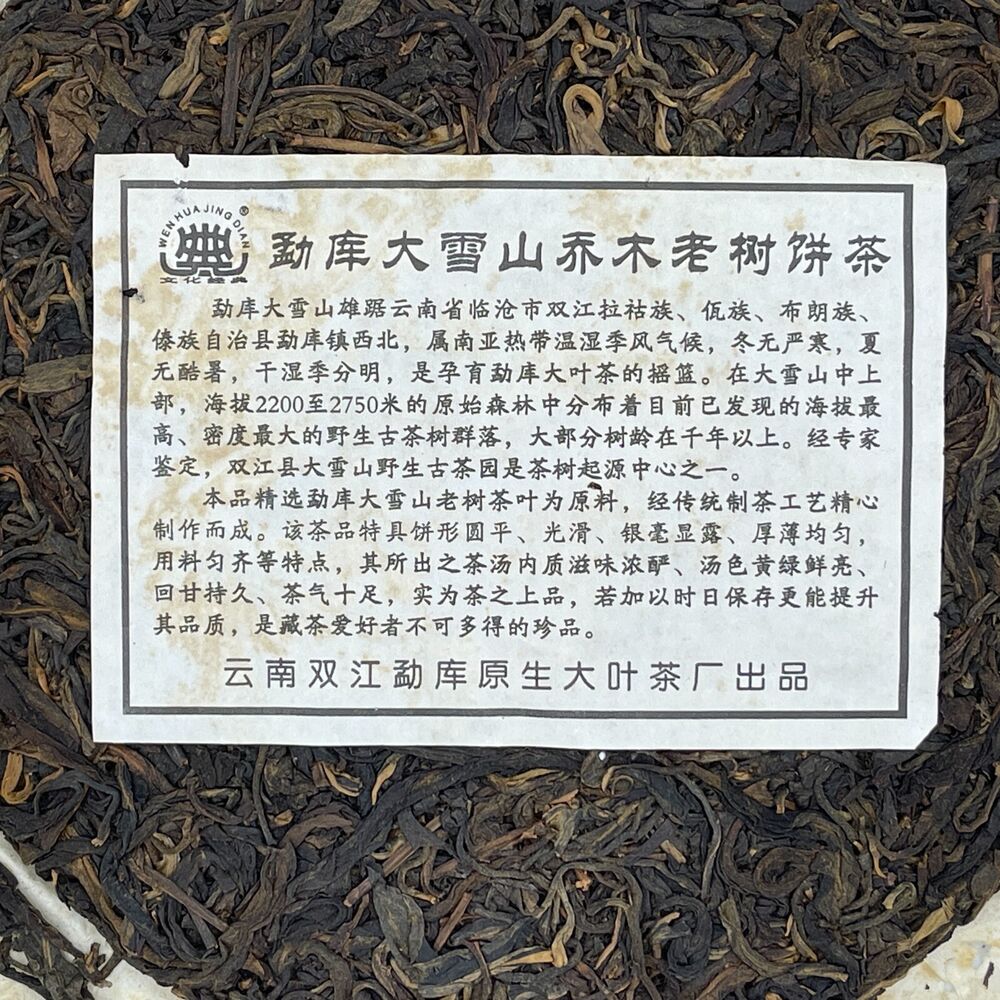 WEN HUA JING DIAN ®
典
文化经典
勐库大雪山乔木老树饼茶
勐库大雪山雄踞云南省临沧市双江拉祜族、佤族、布朗族、
傣族自治县勐库镇西北，属南亚热带温湿季风气候，冬无严寒，夏
无酷暑，干湿季分明，是孕育勐库大叶茶的摇篮。在大雪山中上
部，海拔2200至2750米的原始森林中分布着目前已发现的海拔最
高、密度最大的野生古茶树群落，大部分树龄在千年以上。经专家
鉴定，双江县大雪山野生古茶园是茶树起源中心之一。
本品精选勐库大雪山老树茶叶为原料，经传统制茶工艺精心
制作而成。该茶品特具饼形圆平、光滑、银毫显露、厚薄均匀，
用料匀齐等特点，其所出之茶汤内质滋味浓酽、汤色黄绿鲜亮、
回甘持久、茶气十足，实为茶之上品，若加以时日保存更能提升
其品质，是藏茶爱好者不可多得的珍品。
云南双江勐库原生大叶茶厂出品